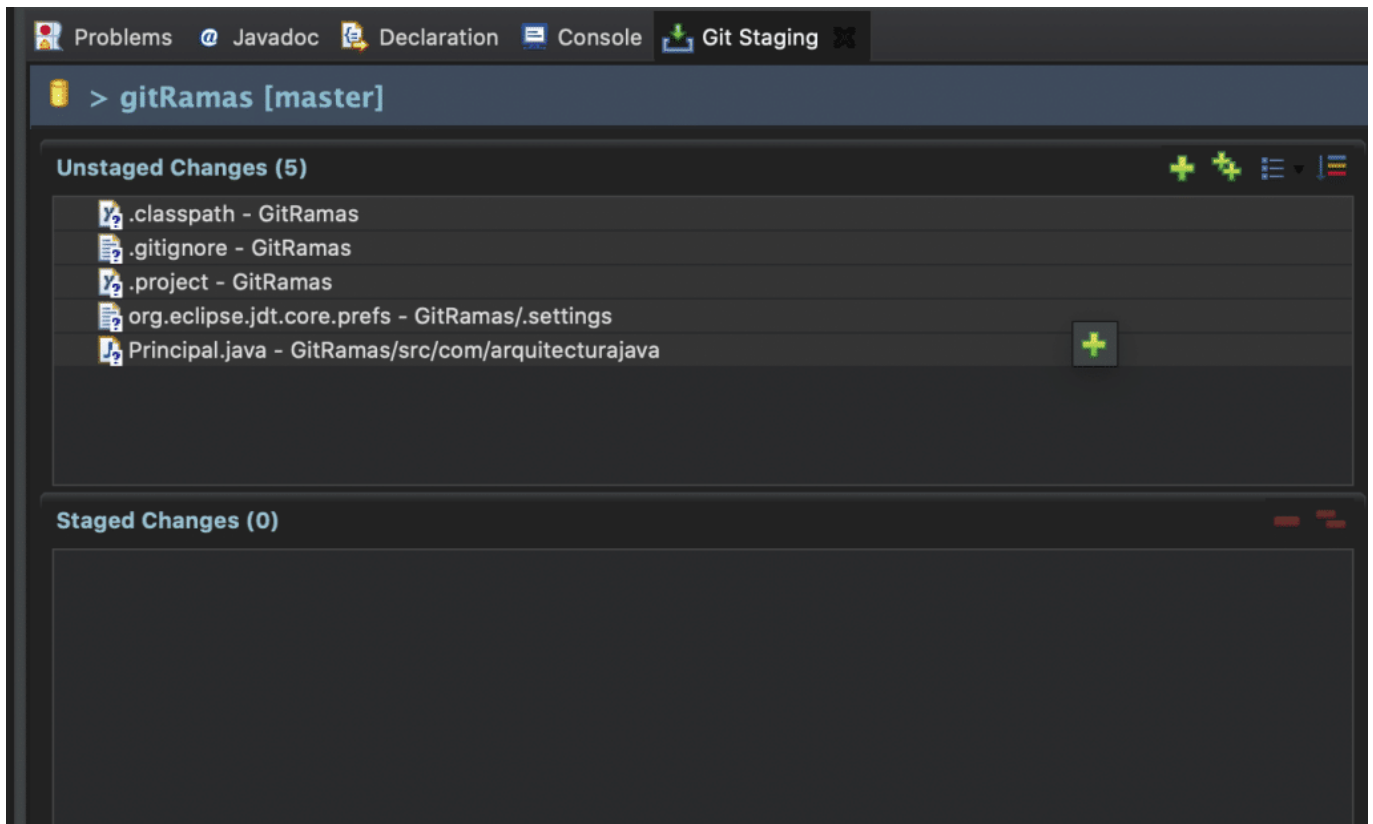 Problems @ Javadoc Declaration Console Git Staging
> gitRamas [master]
Unstaged Changes (5)
.classpath - GitRamas
.gitignore - GitRamas
.project - GitRamas
org.eclipse.jdt.core.prefs - GitRamas/.settings
Principal.java - GitRamas/src/com/arquitecturajava
Staged Changes (0)